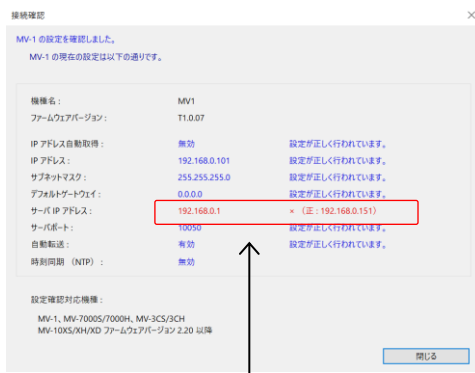 接続確認
MV-1 の設定を確認しました。
MV-1 の現在の設定は以下の通りです。
機種名： MV1
ファームウェアバージョン： T1.0.07
IP アドレス自動取得： 無効 設定が正しく行われています。
IP アドレス： 192.168.0.101 設定が正しく行われています。
サブネットマスク： 255.255.255.0 設定が正しく行われています。
デフォルトゲートウェイ： 0.0.0.0 設定が正しく行われています。
サーバ IP アドレス： 192.168.0.1 × （正：192.168.0.151）
サーバポート： 10050 設定が正しく行われています。
自動転送： 有効 設定が正しく行われています。
時刻同期 （NTP）： 無効
設定確認対応機種：
MV-1、MV-7000S/7000H、MV-3CS/3CH
MV-10XS/XH/XD ファームウェアバージョン 2.20 以降
閉じる